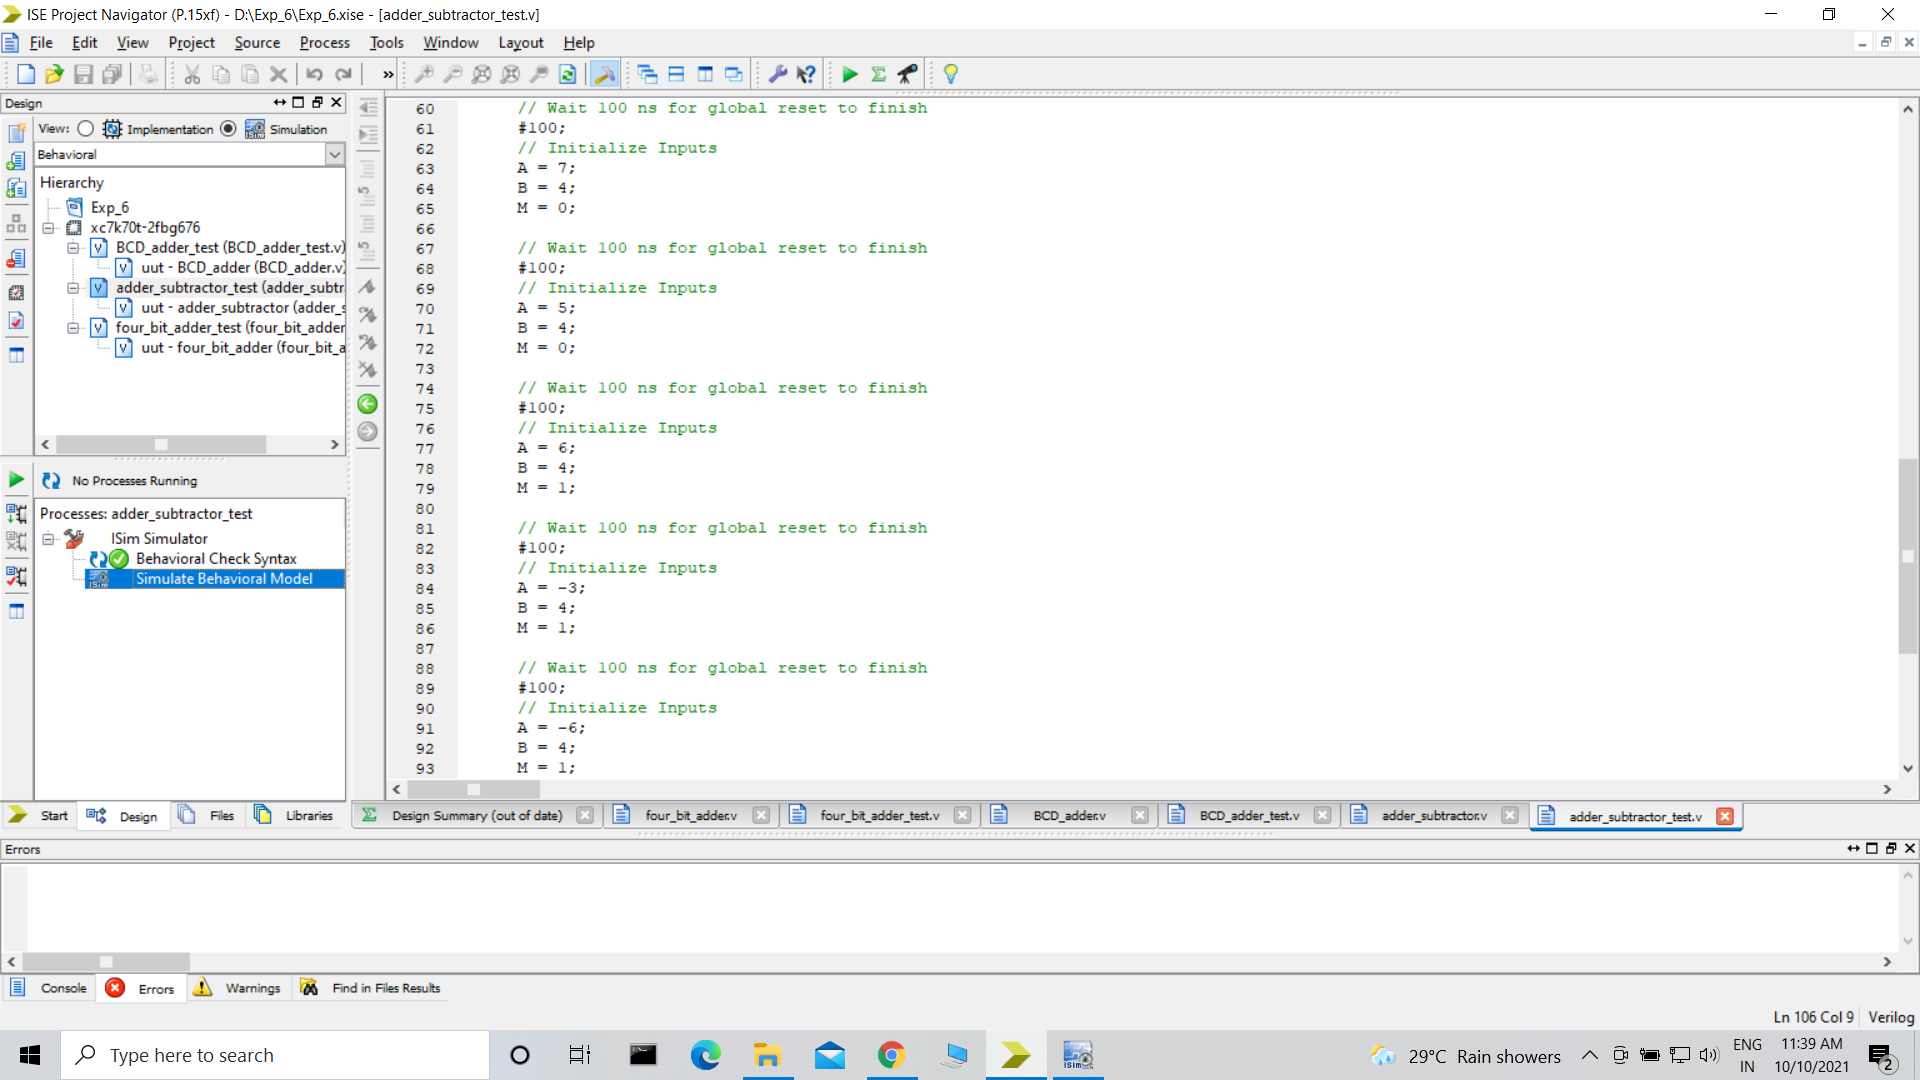 ISE Project Navigator (P.15xf) - D:\Exp_6\Exp_6.xise - [adder_subtractor_test.v]
File Edit View Project Source Process Tools Window Layout Help
Design
View: Implementation Simulation
Behavioral
Hierarchy
Exp_6
xc7k70t-2fbg676
BCD_adder_test (BCD_adder_test.v)
uut - BCD_adder (BCD_adder.v)
adder_subtractor_test (adder_subtr
uut - adder_subtractor (adder_s
four_bit_adder_test (four_bit_adder
uut - four_bit_adder (four_bit_a
No Processes Running
Processes: adder_subtractor_test
ISim Simulator
Behavioral Check Syntax
Simulate Behavioral Model
Start Design Files Libraries
60 // Wait 100 ns for global reset to finish
61 #100;
62 // Initialize Inputs
63 A = 7;
64 B = 4;
65 M = 0;
66
67 // Wait 100 ns for global reset to finish
68 #100;
69 // Initialize Inputs
70 A = 5;
71 B = 4;
72 M = 0;
73
74 // Wait 100 ns for global reset to finish
75 #100;
76 // Initialize Inputs
77 A = 6;
78 B = 4;
79 M = 1;
80
81 // Wait 100 ns for global reset to finish
82 #100;
83 // Initialize Inputs
84 A = -3;
85 B = 4;
86 M = 1;
87
88 // Wait 100 ns for global reset to finish
89 #100;
90 // Initialize Inputs
91 A = -6;
92 B = 4;
93 M = 1;
Design Summary (out of date) four_bit_adder.v four_bit_adder_test.v BCD_adder.v BCD_adder_test.v adder_subtractor.v adder_subtractor_test.v
Errors
Console Errors Warnings Find in Files Results
Ln 106 Col 9 Verilog
Type here to search
29°C Rain showers
ENG
IN
11:39 AM
10/10/2021
2